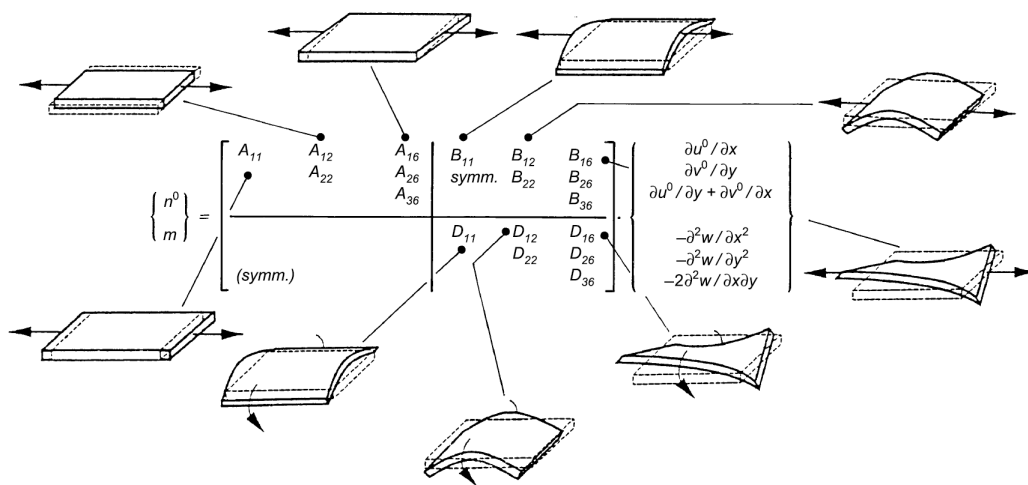 A₁₁ A₁₂ A₁₆ B₁₁ B₁₂ B₁₆ ∂u⁰/∂x
A₂₂ A₂₆ symm. B₂₂ B₂₆ ∂v⁰/∂y
A₃₆ B₃₆ ∂u⁰/∂y + ∂v⁰/∂x
n⁰
m
=
·
D₁₁ D₁₂ D₁₆ −∂²w/∂x²
D₂₂ D₂₆ −∂²w/∂y²
(symm.) D₃₆ −2∂²w/∂x∂y